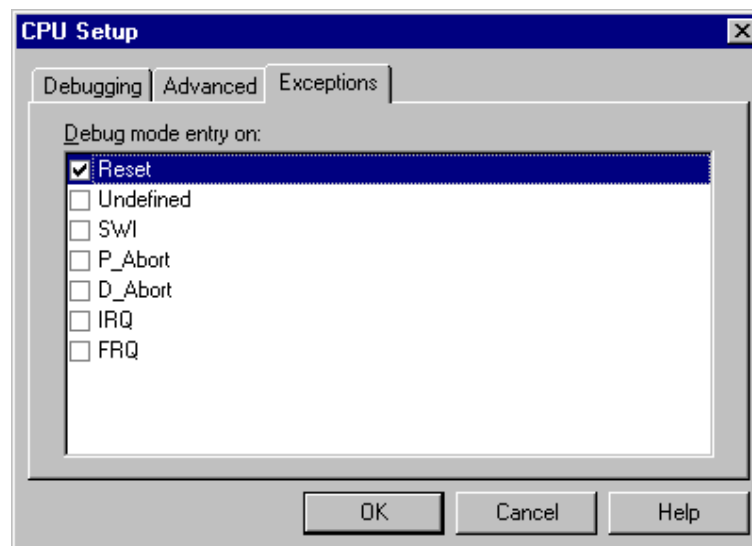 CPU Setup
Debugging Advanced Exceptions
Debug mode entry on:
Reset
Undefined
SWI
P_Abort
D_Abort
IRQ
FRQ
OK Cancel Help